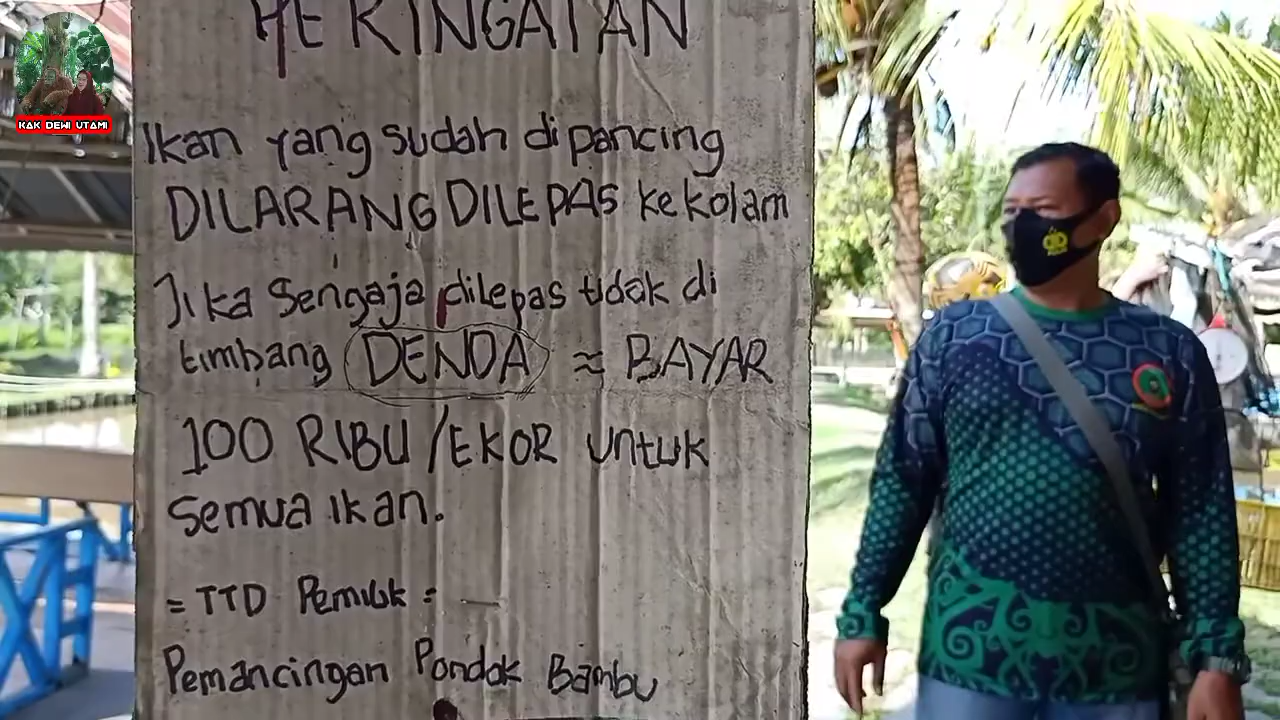 KAK DEWI UTAMI
PERINGATAN
Ikan yang sudah di pancing
DILARANG DILEPAS ke kolam
Jika Sengaja dilepas tidak di
timbang DENDA ≈ BAYAR
100 RIBU/EKOR untuk
semua ikan.
= TTD Pemilik =
Pemancingan Pondok Bambu